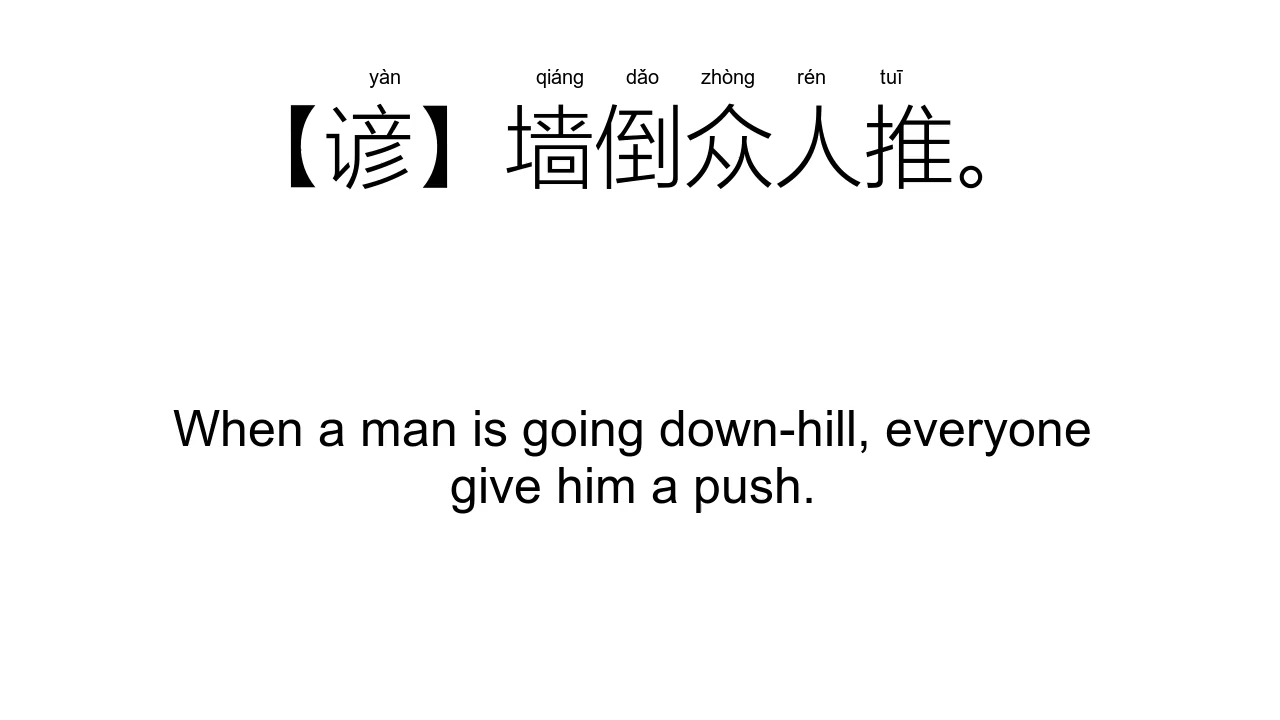 yàn qiáng dǎo zhòng rén tuī
【谚】墙倒众人推。
When a man is going down-hill, everyone
give him a push.